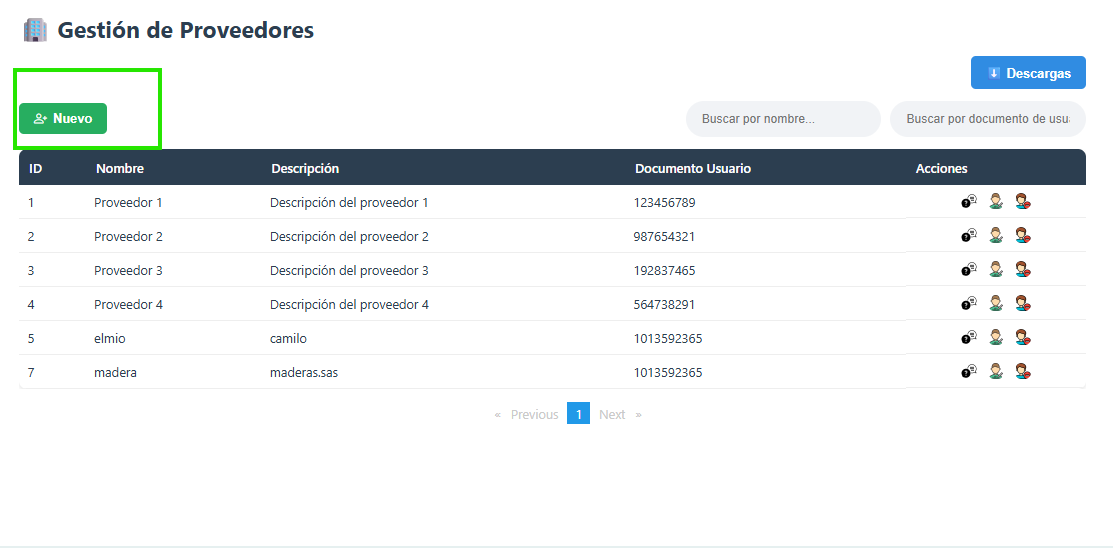 Gestión de Proveedores
Descargas
Nuevo
Buscar por nombre...
Buscar por documento de usu
ID Nombre Descripción Documento Usuario Acciones
1 Proveedor 1 Descripción del proveedor 1 123456789
2 Proveedor 2 Descripción del proveedor 2 987654321
3 Proveedor 3 Descripción del proveedor 3 192837465
4 Proveedor 4 Descripción del proveedor 4 564738291
5 elmio camilo 1013592365
7 madera maderas.sas 1013592365
« Previous 1 Next »